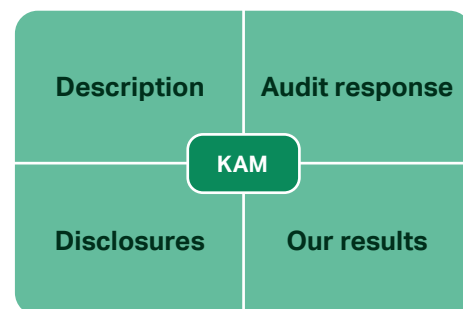 Description
Audit response
KAM
Disclosures
Our results